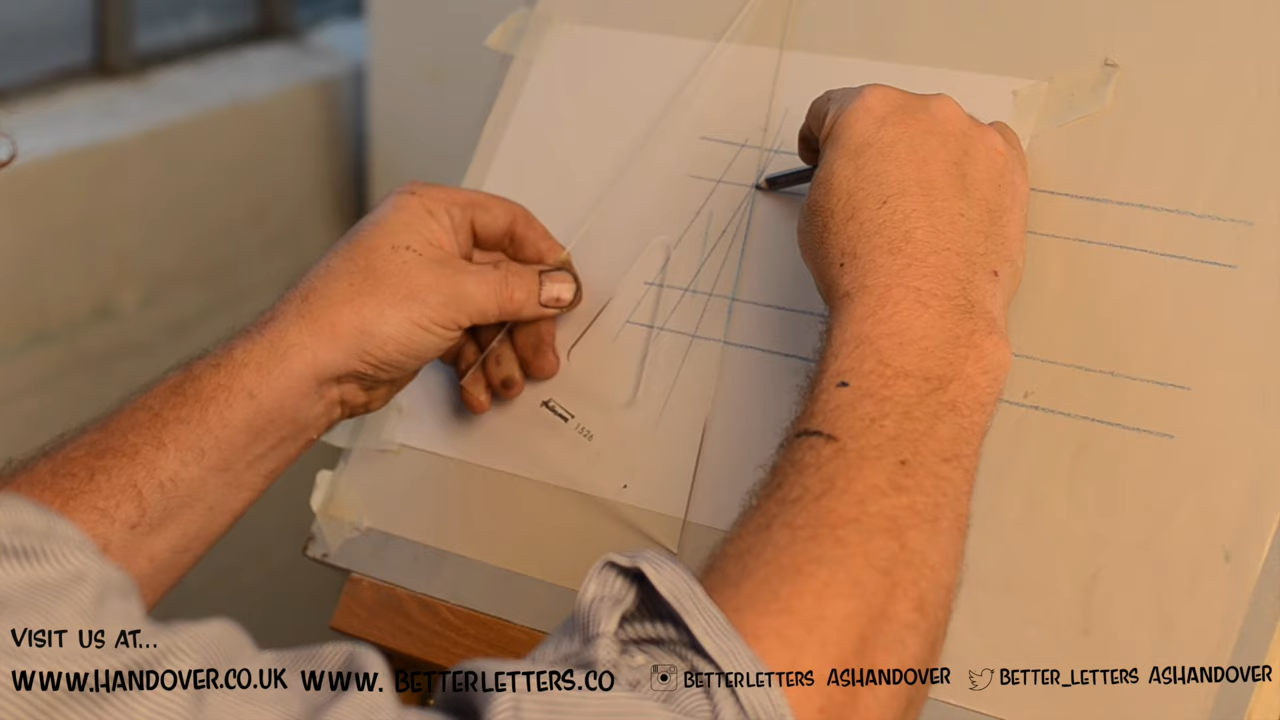 1526
VISIT US AT...
WWW.HANDOVER.CO.UK WWW. BETTERLETTERS.CO BETTERLETTERS ASHANDOVER BETTER_LETTERS ASHANDOVER